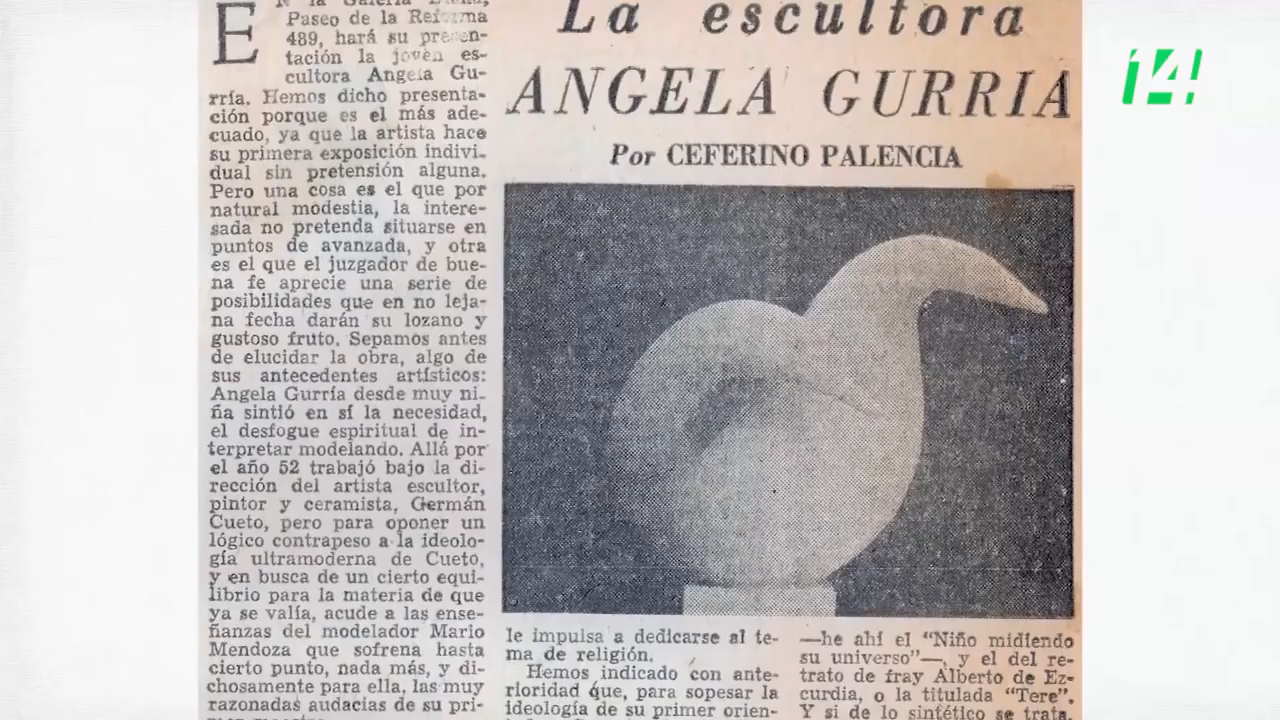 La escultora
ANGELA GURRIA
Por CEFERINO PALENCIA
14!
EN la Galería
Paseo de la Reforma
489, hará su presen-
tación la joven es-
cultora Angela Gu-
rría. Hemos dicho presenta-
ción porque es el más ade-
cuado, ya que la artista hace
su primera exposición indivi-
dual sin pretensión alguna.
Pero una cosa es el que por
natural modestia, la intere-
sada no pretenda situarse en
puntos de avanzada, y otra
es el que el juzgador de bue-
na fe aprecie una serie de
posibilidades que en no leja-
na fecha darán su lozano y
gustoso fruto. Sepamos antes
de elucidar la obra, algo de
sus antecedentes artísticos:
Angela Gurría desde muy ni-
ña sintió en sí la necesidad,
el desfogue espiritual de in-
terpretar modelando. Allá por
el año 52 trabajó bajo la di-
rección del artista escultor,
pintor y ceramista, Germán
Cueto, pero para oponer un
lógico contrapeso a la ideolo-
gía ultramoderna de Cueto,
y en busca de un cierto equi-
librio para la materia de que
ya se valía, acude a las ense-
ñanzas del modelador Mario
Mendoza que sofrena hasta
cierto punto, nada más, y di-
chosamente para ella, las muy
razonadas audacias de su pri-
le impulsa a dedicarse al te-
ma de religión.
Hemos indicado con ante-
rioridad que, para sopesar la
ideología de su primer orien-
—he ahí el "Niño midiendo
su universo"—, y el del re-
trato de fray Alberto de Ez-
curdia, o la titulada "Tere".
Y si de lo sintético se trata,